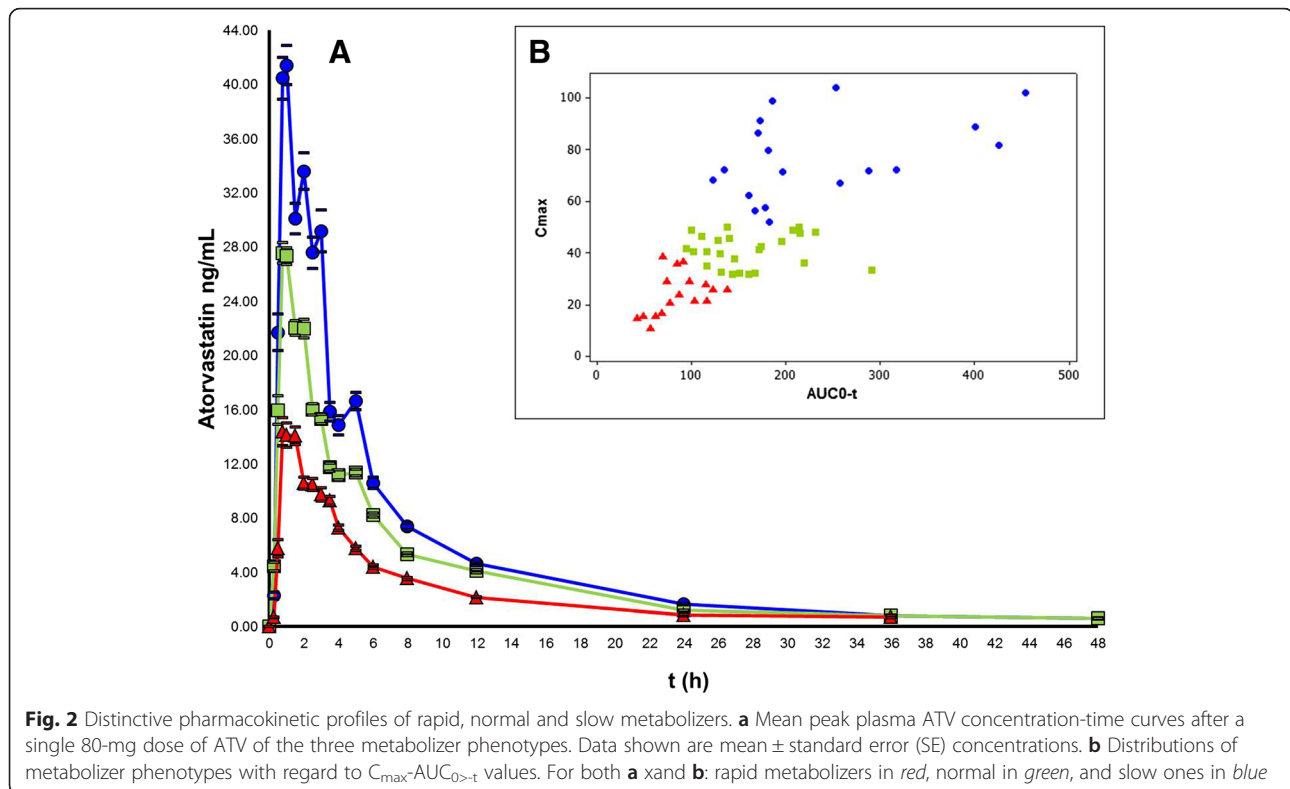 A
44.00
40.00
36.00
32.00
28.00
24.00
20.00
16.00
12.00
8.00
4.00
0.00
Atorvastatin ng/mL
0 2 4 6 8 10 12 14 16 18 20 22 24 26 28 30 32 34 36 38 40 42 44 46 48
t (h)
B
100
80
60
40
20
0
Cmax
0 100 200 300 400 500
AUC0-t
Fig. 2 Distinctive pharmacokinetic profiles of rapid, normal and slow metabolizers. a Mean peak plasma ATV concentration-time curves after a
single 80-mg dose of ATV of the three metabolizer phenotypes. Data shown are mean ± standard error (SE) concentrations. b Distributions of
metabolizer phenotypes with regard to Cmax-AUC0>-t values. For both a xand b: rapid metabolizers in red, normal in green, and slow ones in blue